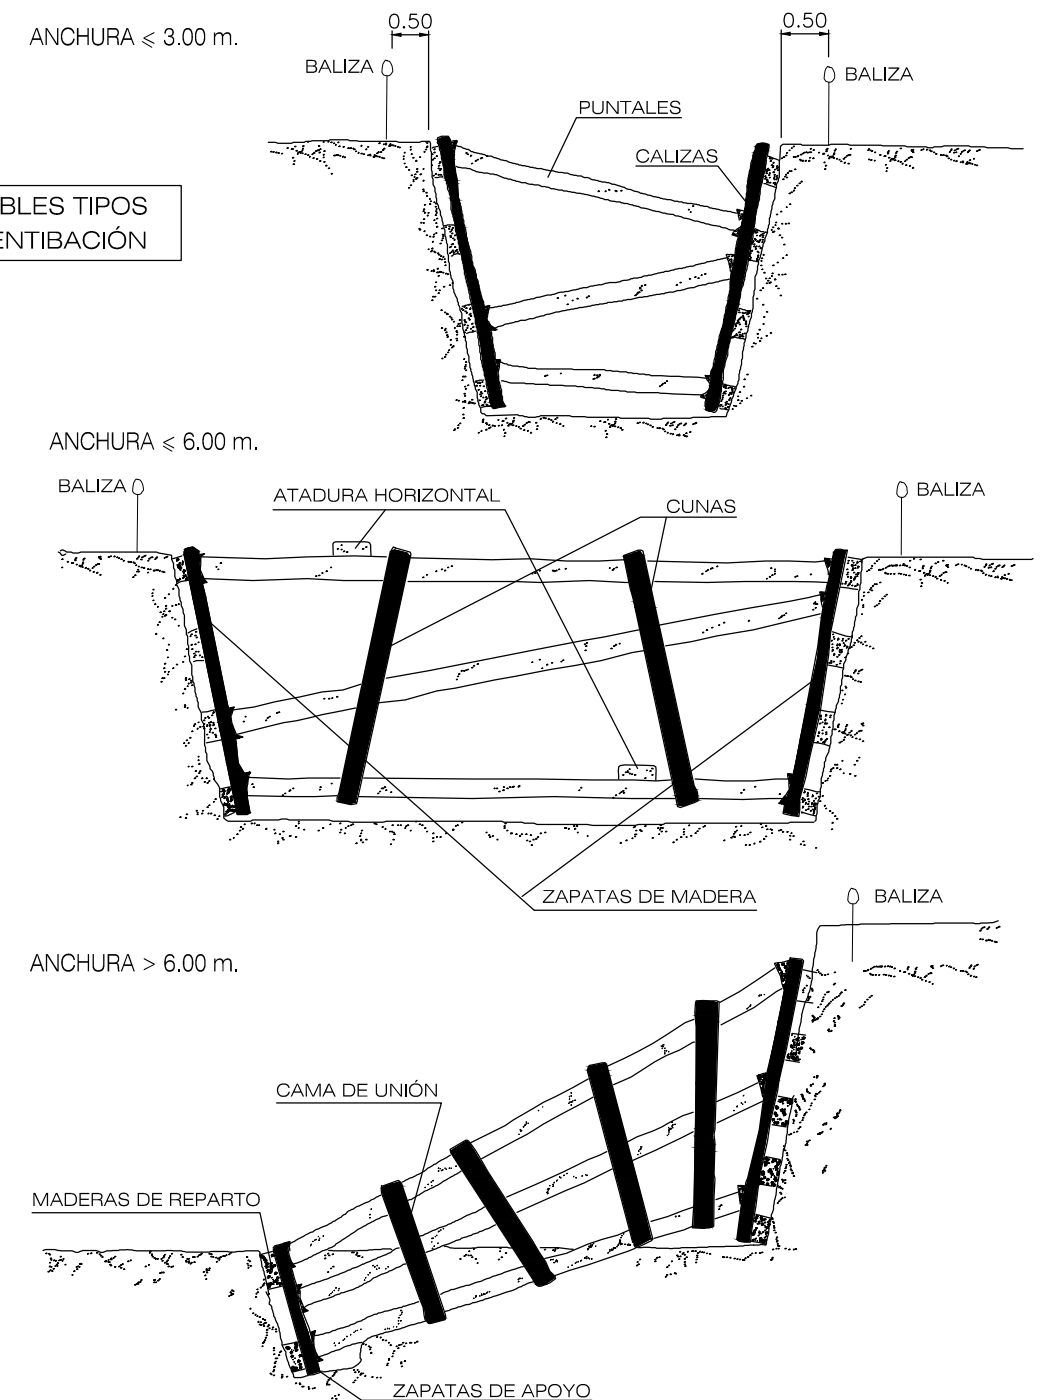 ANCHURA ⩽ 3.00 m.
0.50
0.50
BALIZA
BALIZA
PUNTALES
CALIZAS
BLES TIPOS
ENTIBACIÓN
ANCHURA ⩽ 6.00 m.
BALIZA
ATADURA HORIZONTAL
CUNAS
BALIZA
ZAPATAS DE MADERA
BALIZA
ANCHURA > 6.00 m.
CAMA DE UNIÓN
MADERAS DE REPARTO
ZAPATAS DE APOYO